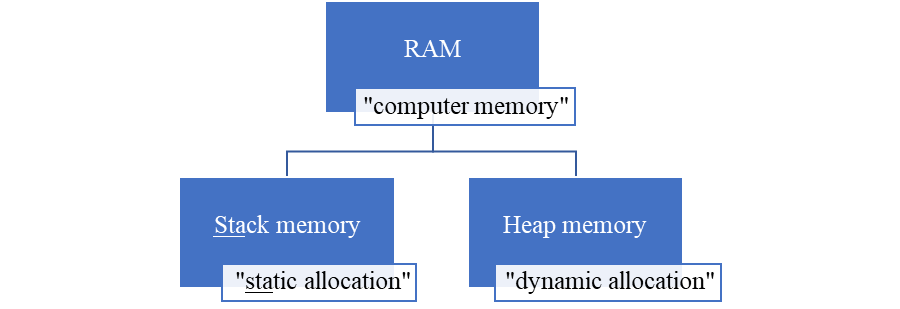 RAM
"computer memory"
Stack memory
Heap memory
"static allocation"
"dynamic allocation"